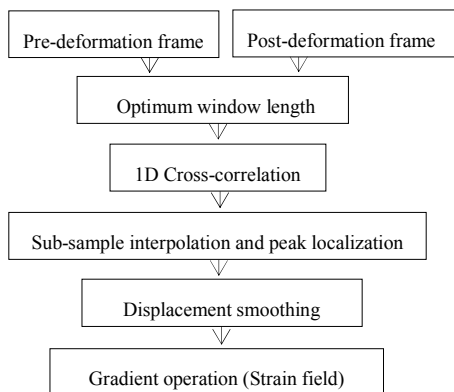 Pre-deformation frame
Post-deformation frame
Optimum window length
1D Cross-correlation
Sub-sample interpolation and peak localization
Displacement smoothing
Gradient operation (Strain field)